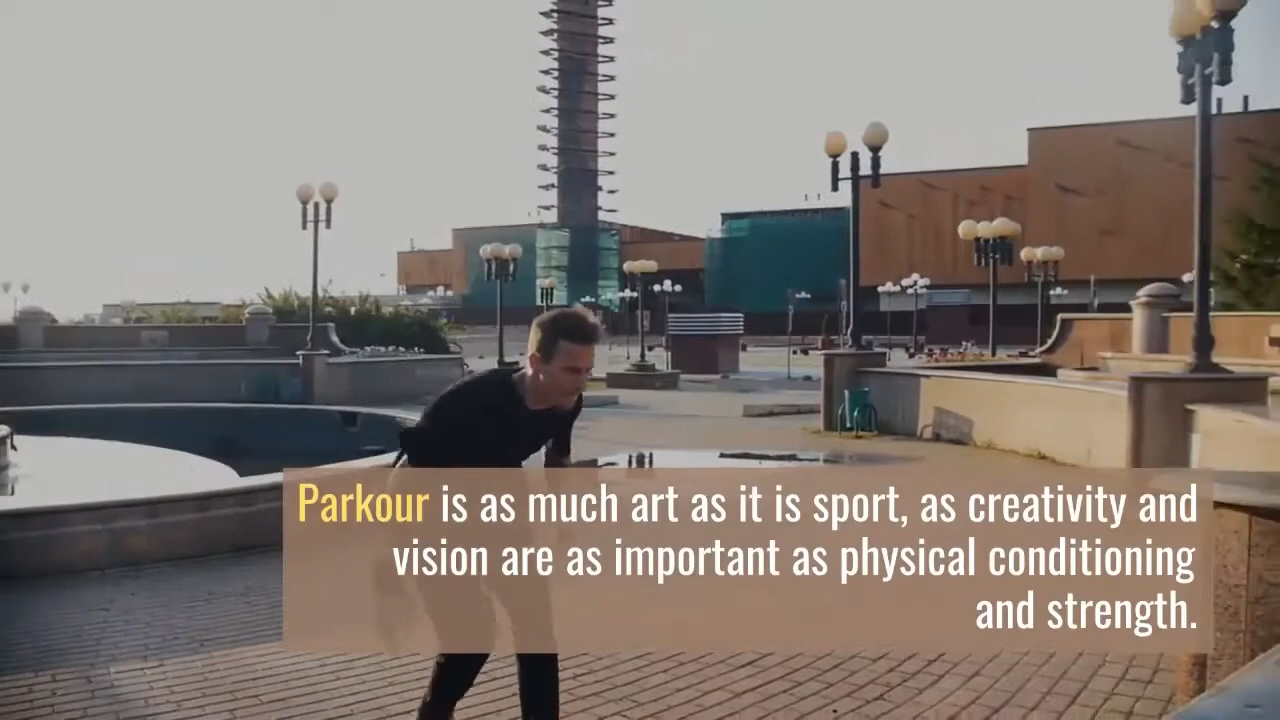 Parkour is as much art as it is sport, as creativity and
vision are as important as physical conditioning
and strength.